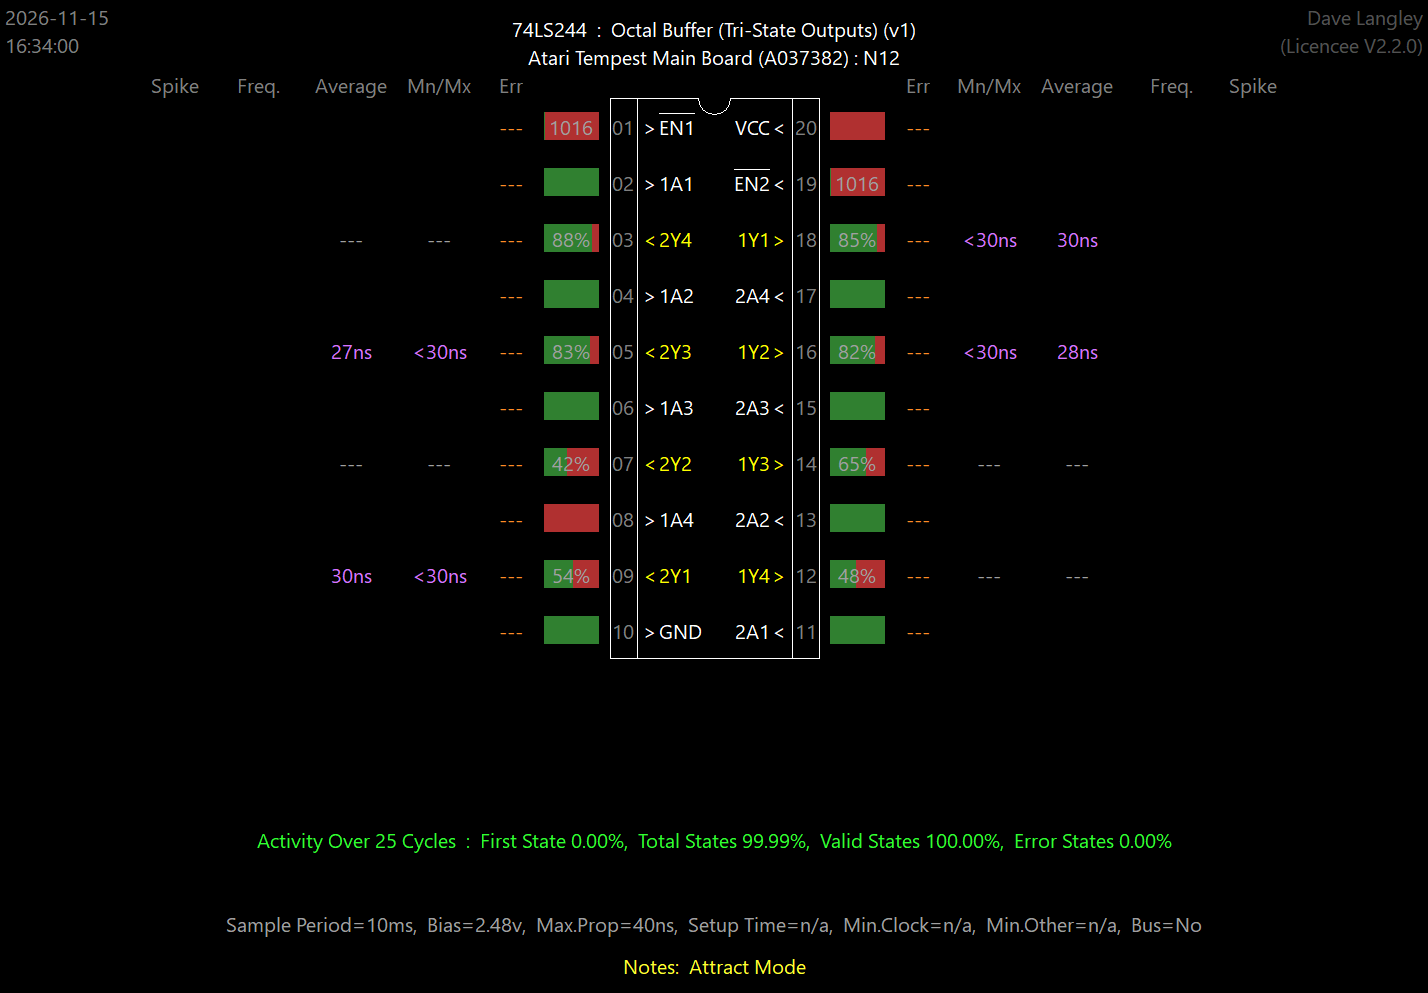 2026-11-15
16:34:00
74LS244 : Octal Buffer (Tri-State Outputs) (v1)
Atari Tempest Main Board (A037382) : N12
Dave Langley
(Licencee V2.2.0)
Spike Freq. Average Mn/Mx Err Err Mn/Mx Average Freq. Spike
--- 1016 01 > EN1 VCC < 20 ---
--- 02 > 1A1 EN2 < 19 1016 ---
--- --- --- 88% 03 < 2Y4 1Y1 > 18 85% --- <30ns 30ns
--- 04 > 1A2 2A4 < 17 ---
27ns <30ns --- 83% 05 < 2Y3 1Y2 > 16 82% --- <30ns 28ns
--- 06 > 1A3 2A3 < 15 ---
--- --- --- 42% 07 < 2Y2 1Y3 > 14 65% --- --- ---
--- 08 > 1A4 2A2 < 13 ---
30ns <30ns --- 54% 09 < 2Y1 1Y4 > 12 48% --- --- ---
--- 10 > GND 2A1 < 11 ---
Activity Over 25 Cycles : First State 0.00%, Total States 99.99%, Valid States 100.00%, Error States 0.00%
Sample Period=10ms, Bias=2.48v, Max.Prop=40ns, Setup Time=n/a, Min.Clock=n/a, Min.Other=n/a, Bus=No
Notes: Attract Mode